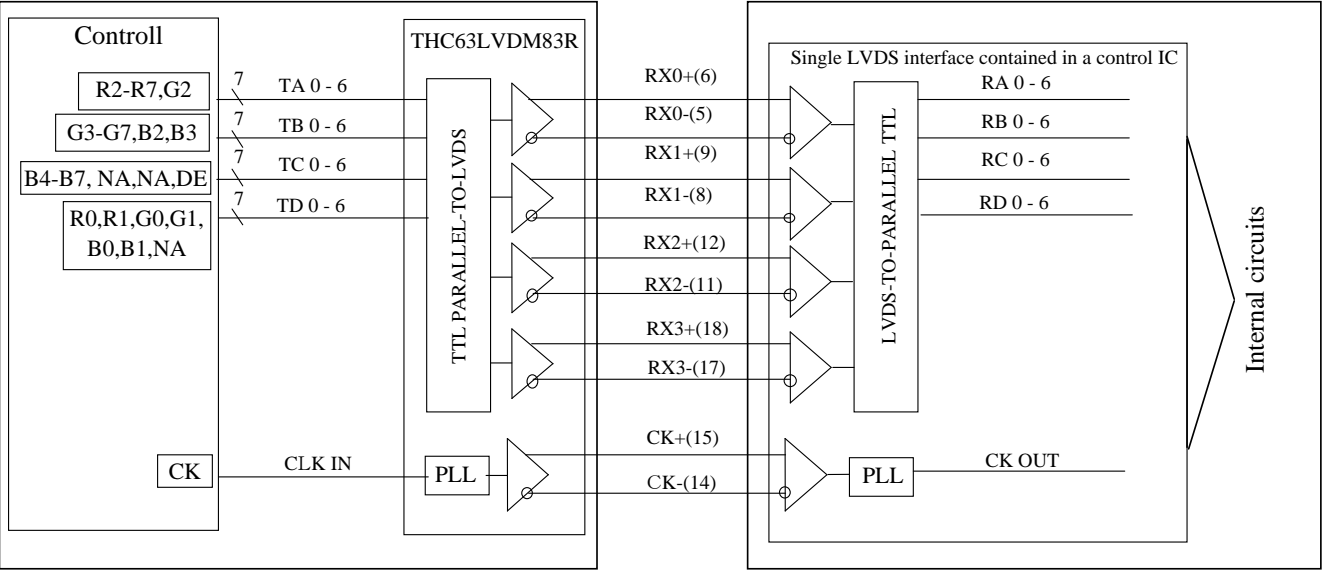 Controll
R2-R7,G2
G3-G7,B2,B3
B4-B7, NA,NA,DE
R0,R1,G0,G1,
B0,B1,NA
CK
7
TA 0 - 6
7
TB 0 - 6
7
TC 0 - 6
7
TD 0 - 6
CLK IN
THC63LVDM83R
TTL PARALLEL-TO-LVDS
PLL
RX0+(6)
RX0-(5)
RX1+(9)
RX1-(8)
RX2+(12)
RX2-(11)
RX3+(18)
RX3-(17)
CK+(15)
CK-(14)
Single LVDS interface contained in a control IC
LVDS-TO-PARALLEL TTL
PLL
RA 0 - 6
RB 0 - 6
RC 0 - 6
RD 0 - 6
CK OUT
Internal circuits